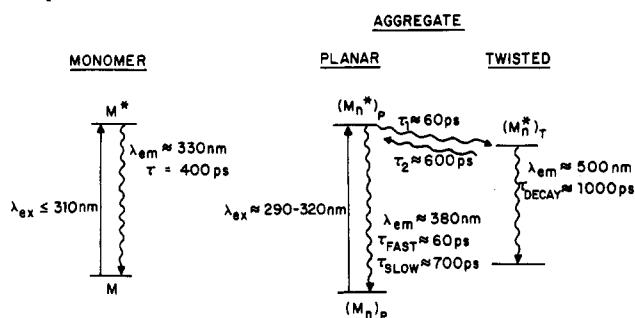 AGGREGATE
MONOMER
PLANAR
TWISTED
M*
λem ≈ 330nm
τ = 400ps
λex ≤ 310nm
M
(Mn*)P
τ1 ≈ 60ps
τ2 ≈ 600ps
(Mn*)T
λex ≈ 290-320nm
λem ≈ 380nm
τFAST ≈ 60ps
τSLOW ≈ 700ps
λem ≈ 500nm
τDECAY ≈ 1000ps
(Mn)P